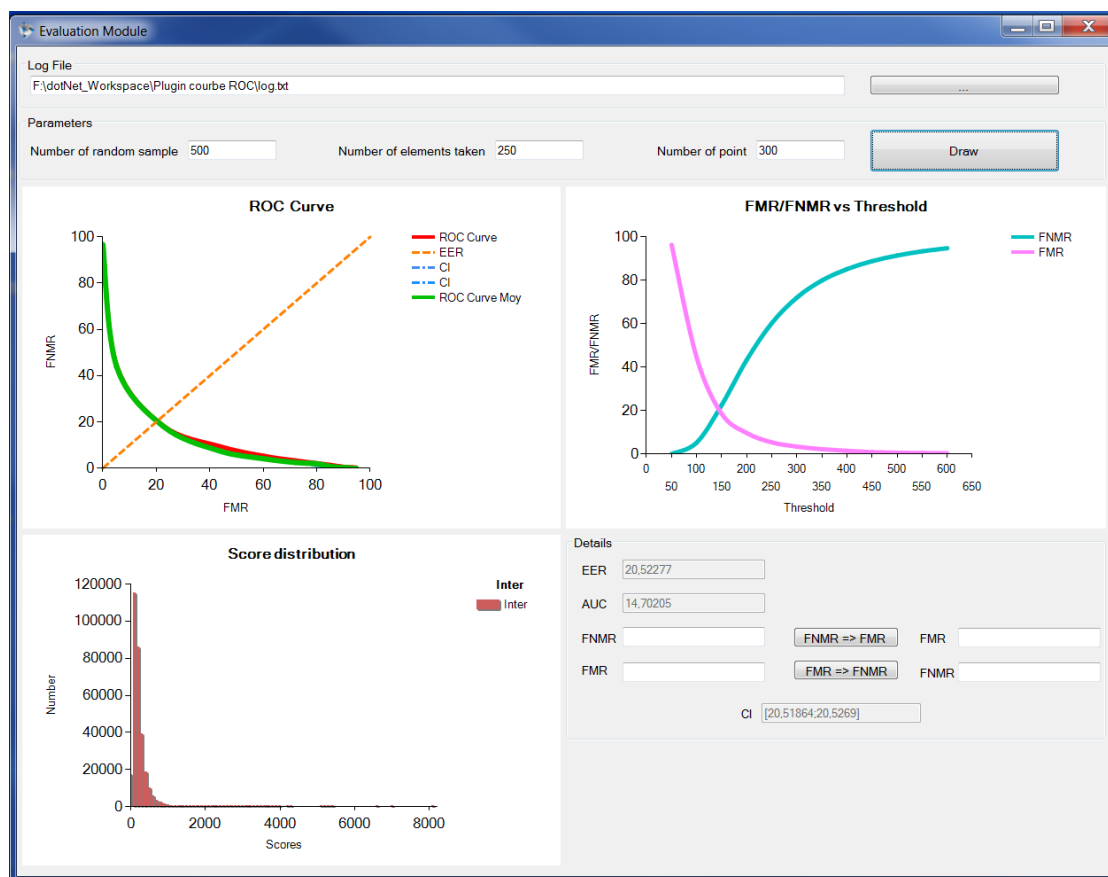 Evaluation Module
Log File
F:\dotNet_Workspace\Plugin courbe ROC\log.txt
...
Parameters
Number of random sample 500 Number of elements taken 250 Number of point 300 Draw
ROC Curve
100
80
60
40
20
0
FNMR
0 20 40 60 80 100
FMR
ROC Curve
EER
CI
CI
ROC Curve Moy
FMR/FNMR vs Threshold
100
80
60
40
20
0
FMR/FNMR
0 100 200 300 400 500 600
50 150 250 350 450 550 650
Threshold
FNMR
FMR
Score distribution
120000
100000
80000
60000
40000
20000
0
Number
0 2000 4000 6000 8000
Scores
Inter
Inter
Details
EER 20,52277
AUC 14,70205
FNMR FNMR => FMR FMR
FMR FMR => FNMR FNMR
CI [20,51864;20,5269]